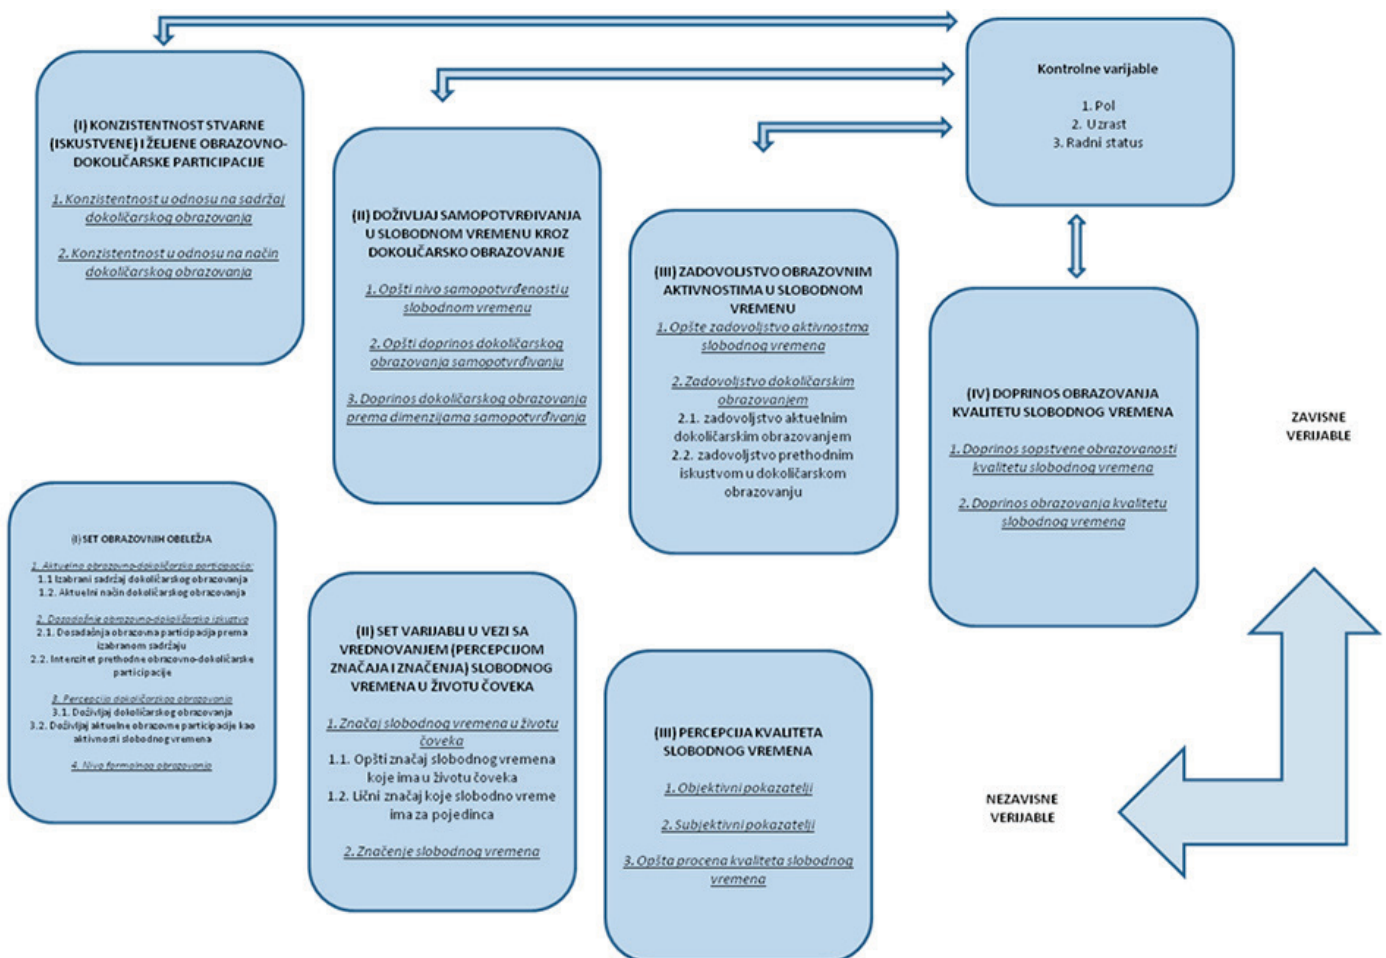 Kontrolne varijable
1. Pol
2. Uzrast
3. Radni status
(I) KONZISTENTNOST STVARNE
(ISKUSTVENE) I ŽELJENE OBRAZOVNO-
DOKOLIČARSKE PARTICIPACIJE
1. Konzistentnost u odnosu na sadržaj
dokoličarskog obrazovanja
2. Konzistentnost u odnosu na način
dokoličarskog obrazovanja
(II) DOŽIVLJAJ SAMOPOTVRĐIVANJA
U SLOBODNOM VREMENU KROZ
DOKOLIČARSKO OBRAZOVANJE
1. Opšti nivo samopotvrđenosti u
slobodnom vremenu
2. Opšti doprinos dokoličarskog
obrazovanja samopotvrđivanju
3. Doprinos dokoličarskog obrazovanja
prema dimenzijama samopotvrđivanja
(III) ZADOVOLJSTVO OBRAZOVNIM
AKTIVNOSTIMA U SLOBODNOM
VREMENU
1. Opšte zadovoljstvo aktivnostma
slobodnog vremena
2. Zadovoljstvo dokoličarskim
obrazovanjem
2.1. zadovoljstvo aktuelnim
dokoličarskim obrazovanjem
2.2. zadovoljstvo prethodnim
iskustvom u dokoličarskom
obrazovanju
(IV) DOPRINOS OBRAZOVANJA
KVALITETU SLOBODNOG VREMENA
1. Doprinos sopstvene obrazovanosti
kvalitetu slobodnog vremena
2. Doprinos obrazovanja kvalitetu
slobodnog vremena
ZAVISNE
VERIJABLE
(I) SET OBRAZOVNIH OBELEŽJA
1. Aktuelna obrazovno-dokoličarska participacija:
1.1 Izabrani sadržaj dokoličarskog obrazovanja
1.2. Aktuelni način dokoličarskog obrazovanja
2. Dosadašnje obrazovno-dokoličarsko iskustvo
2.1. Dosadašnja obrazovna participacija prema
izabranom sadržaju
2.2. Intenzitet prethodne obrazovno-dokoličarske
participacije
3. Percepcija dokoličarskog obrazovanja
3.1. Doživljaj dokoličarskog obrazovanja
3.2. Doživljaj aktuelne obrazovne participacije kao
aktivnosti slobodnog vremena
4. Nivo formalnog obrazovanja
(II) SET VARIJABLI U VEZI SA
VREDNOVANJEM (PERCEPCIJOM
ZNAČAJA I ZNAČENJA) SLOBODNOG
VREMENA U ŽIVOTU ČOVEKA
1. Značaj slobodnog vremena u životu
čoveka
1.1. Opšti značaj slobodnog vremena
koje ima u životu čoveka
1.2. Lični značaj koje slobodno vreme
ima za pojedinca
2. Značenje slobodnog vremena
(III) PERCEPCIJA KVALITETA
SLOBODNOG VREMENA
1. Objektivni pokazatelji
2. Subjektivni pokazatelji
3. Opšta procena kvaliteta slobodnog
vremena
NEZAVISNE
VERIJABLE